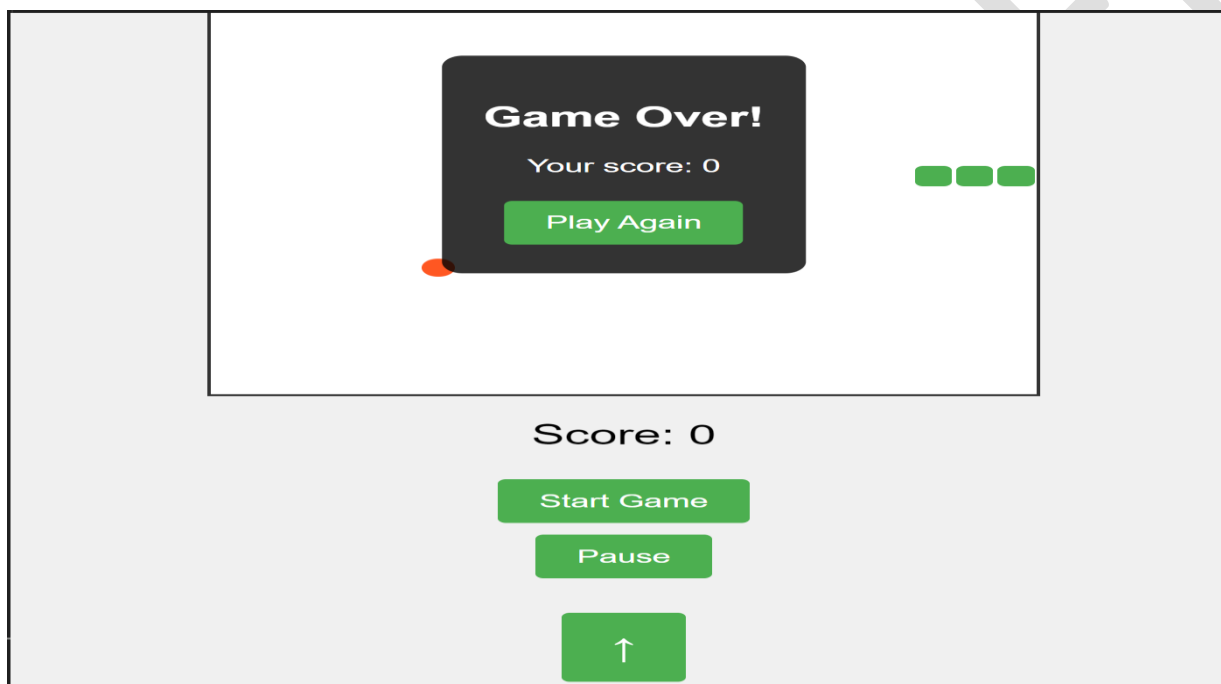 Game Over!
Your score: 0
Play Again
Score: 0
Start Game
Pause
↑